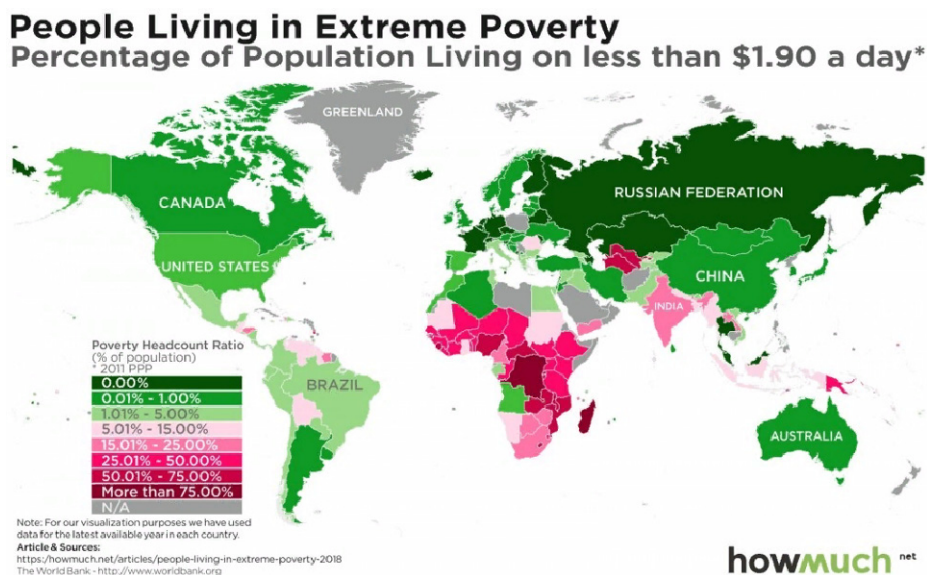 People Living in Extreme Poverty
Percentage of Population Living on less than $1.90 a day*
GREENLAND
RUSSIAN FEDERATION
CANADA
UNITED STATES
CHINA
INDIA
BRAZIL
AUSTRALIA
Poverty Headcount Ratio
(% of population)
* 2011 PPP
0.00%
0.01% - 1.00%
1.01% - 5.00%
5.01% - 15.00%
15.01% - 25.00%
25.01% - 50.00%
50.01% - 75.00%
More than 75.00%
N/A
Note: For our visualization purposes we have used
data for the latest available year in each country.
Article & Sources:
https:/howmuch.net/articles/people-living-in-extreme-poverty-2018
The World Bank - http://www.worldbank.org
howmuch net